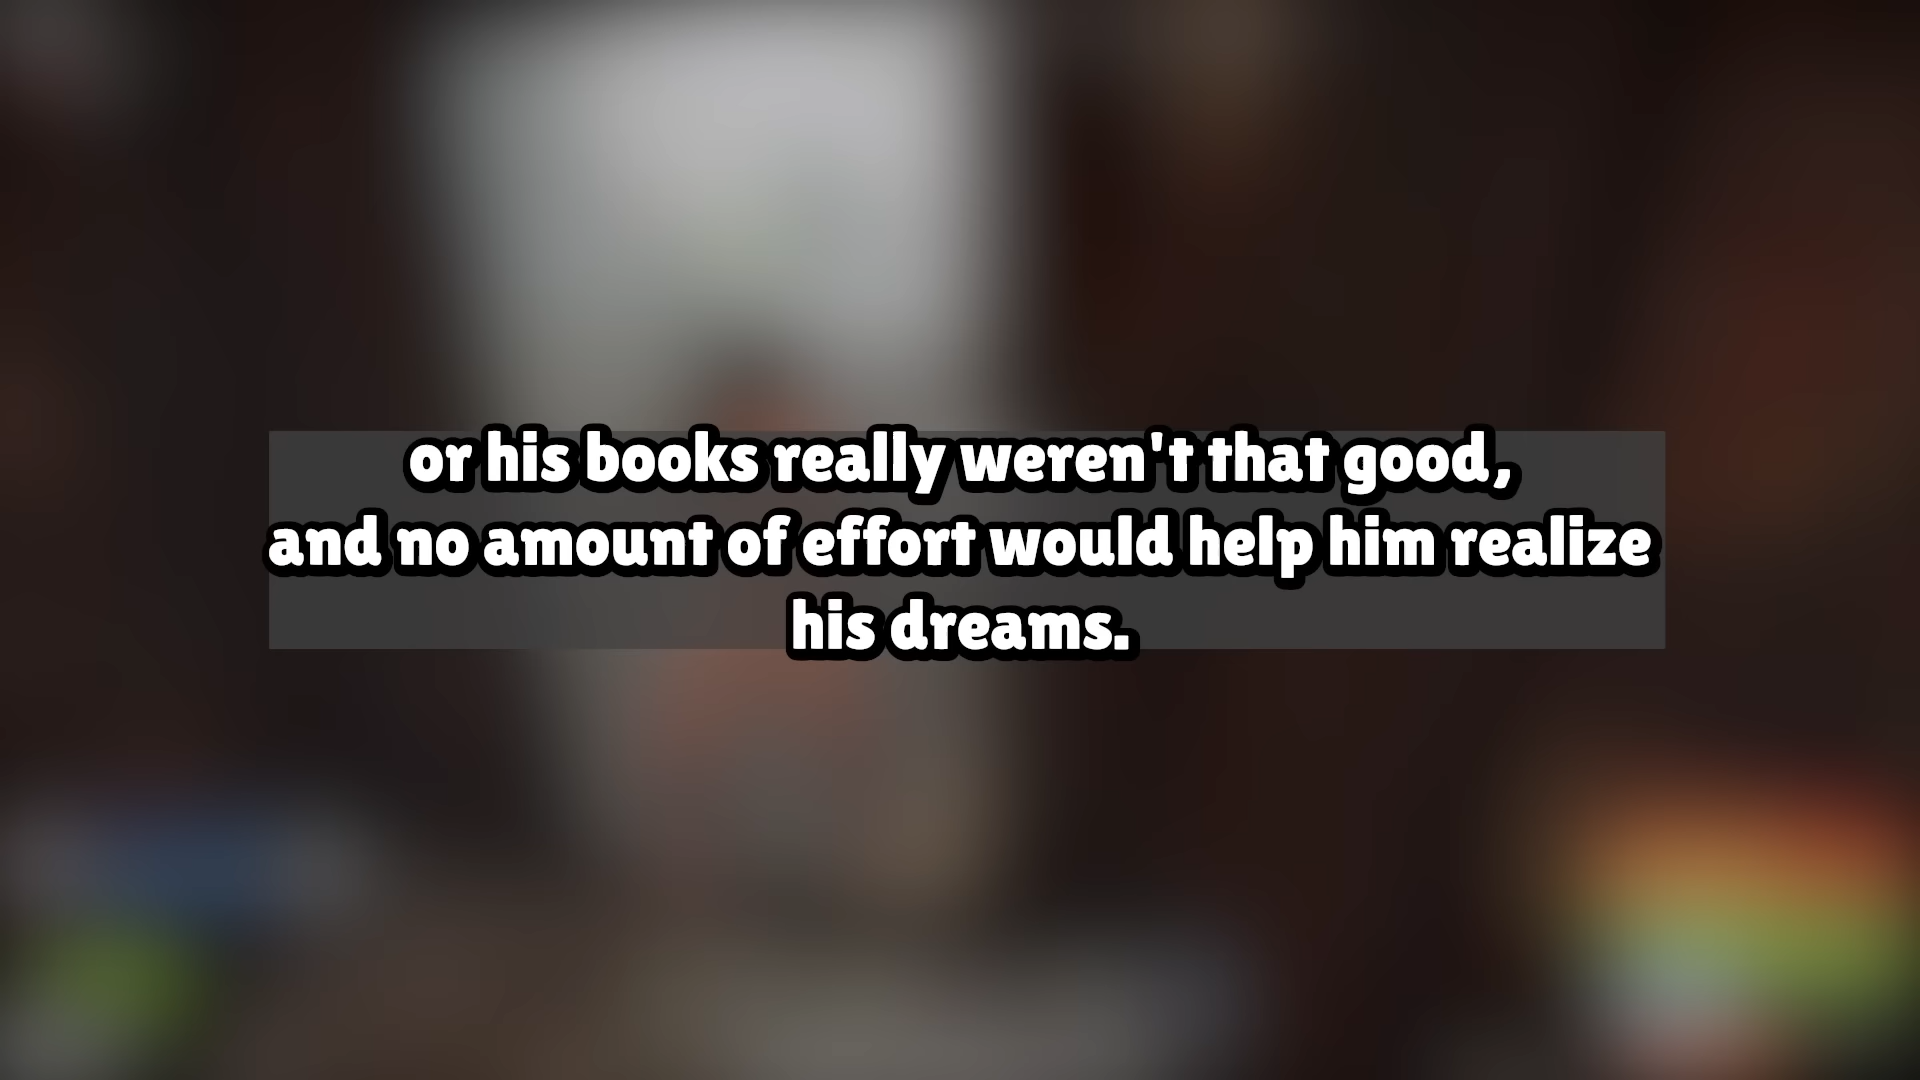 or his books really weren't that good,
and no amount of effort would help him realize
his dreams.